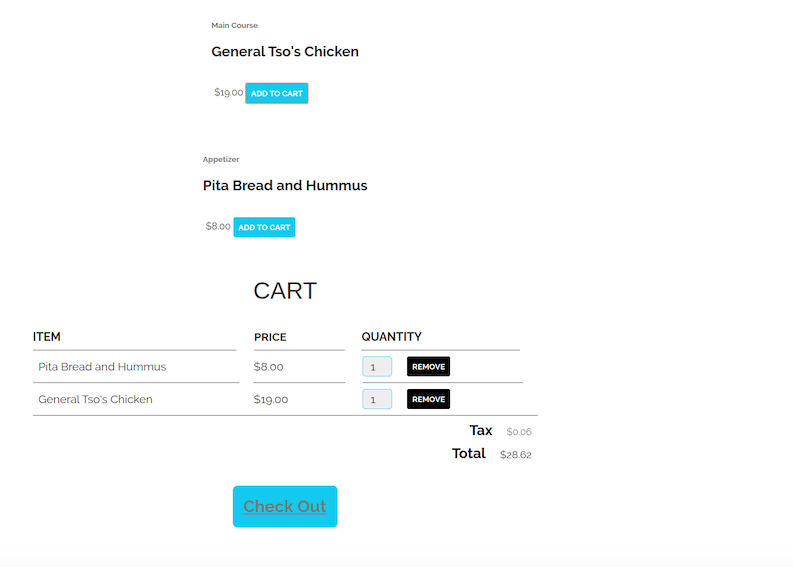 Main Course
General Tso's Chicken
$19.00 ADD TO CART
Appetizer
Pita Bread and Hummus
$8.00 ADD TO CART
CART
ITEM PRICE QUANTITY
Pita Bread and Hummus $8.00 1 REMOVE
General Tso's Chicken $19.00 1 REMOVE
Tax $0.06
Total $28.62
Check Out